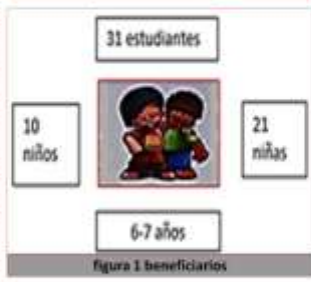 31 estudiantes
10
niños
21
niñas
6-7 años
figura 1 beneficiarios